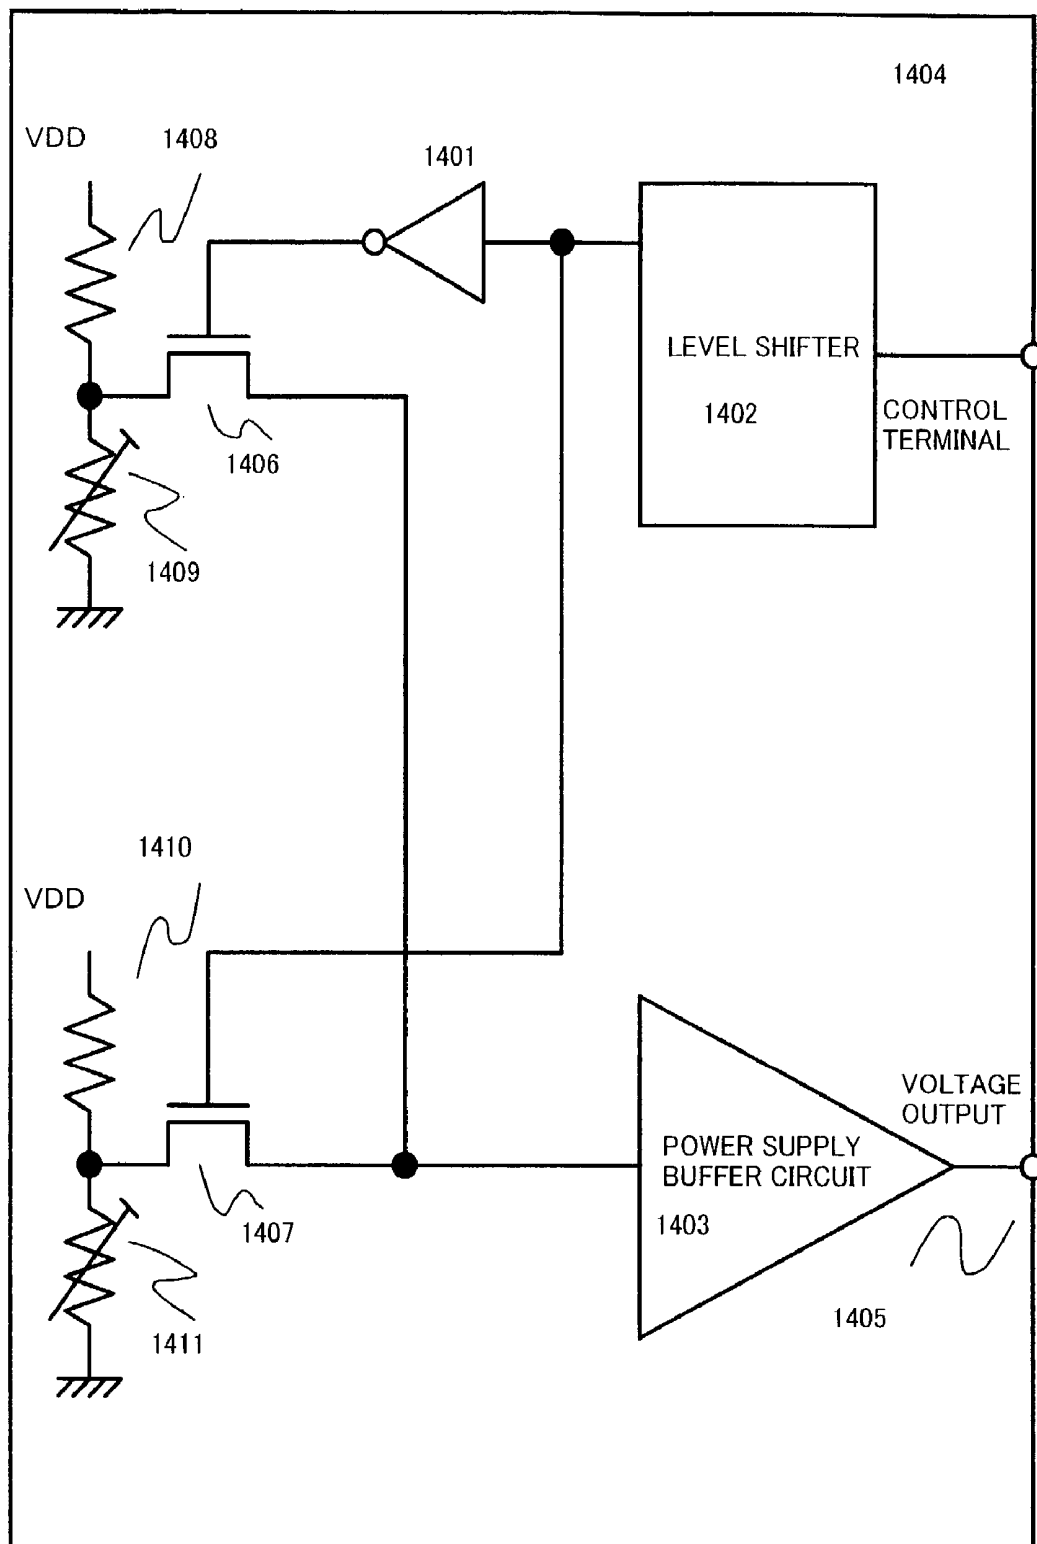 1404
VDD
1408
1401
LEVEL SHIFTER
1402
CONTROL
TERMINAL
1406
1409
1410
VDD
VOLTAGE
OUTPUT
POWER SUPPLY
BUFFER CIRCUIT
1403
1407
1405
1411